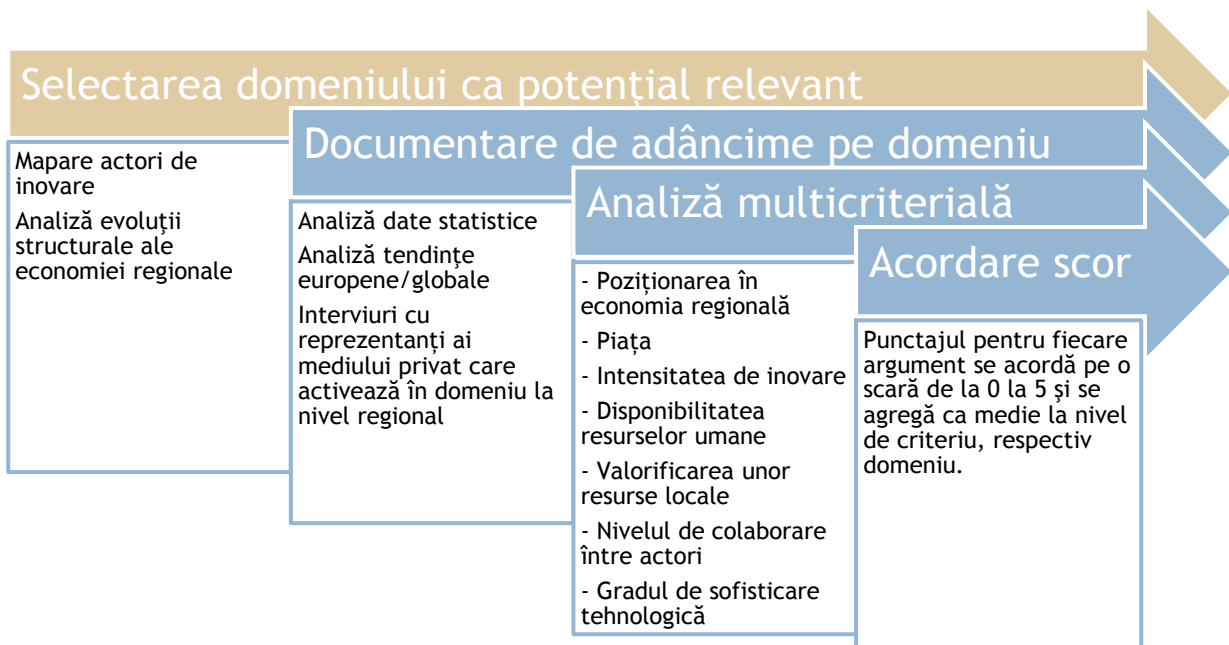 Selectarea domeniului ca potențial relevant
Mapare actori de
inovare
Analiză evoluţii
structurale ale
economiei regionale
Documentare de adâncime pe domeniu
Analiză date statistice
Analiză tendinţe
europene/globale
Interviuri cu
reprezentanți ai
mediului privat care
activează în domeniu la
nivel regional
Analiză multicriterială
- Poziționarea în
economia regională
- Piața
- Intensitatea de inovare
- Disponibilitatea
resurselor umane
- Valorificarea unor
resurse locale
- Nivelul de colaborare
între actori
- Gradul de sofisticare
tehnologică
Acordare scor
Punctajul pentru fiecare
argument se acordă pe o
scară de la 0 la 5 şi se
agregă ca medie la nivel
de criteriu, respectiv
domeniu.